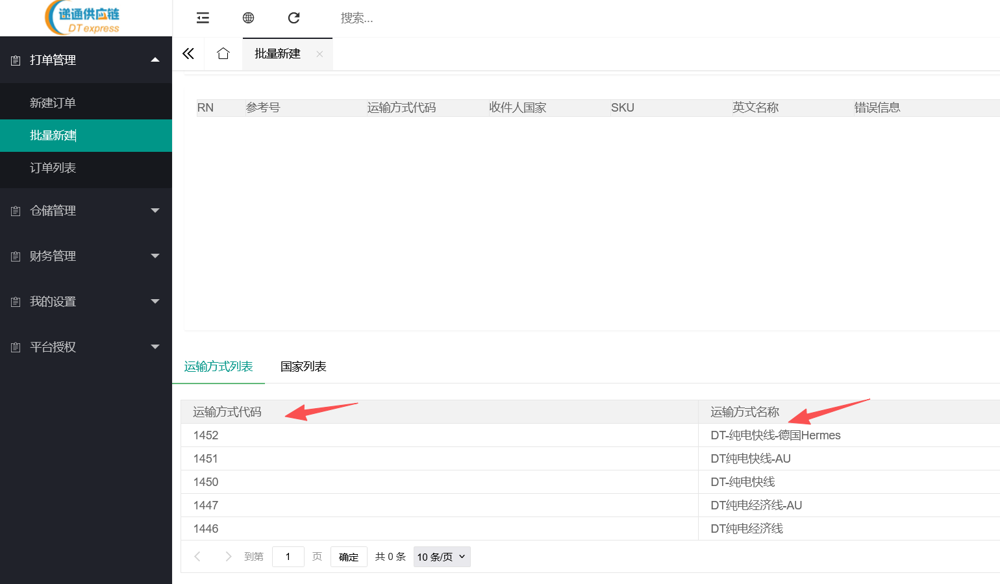 递通供应链
DT express
搜索...
批量新建
打单管理
新建订单
批量新建
订单列表
仓储管理
财务管理
我的设置
平台授权
RN 参考号 运输方式代码 收件人国家 SKU 英文名称 错误信息
运输方式列表 国家列表
运输方式代码 运输方式名称
1452 DT-纯电快线-德国Hermes
1451 DT纯电快线-AU
1450 DT-纯电快线
1447 DT纯电经济线-AU
1446 DT纯电经济线
到第 1 页 确定 共 0 条 10 条/页